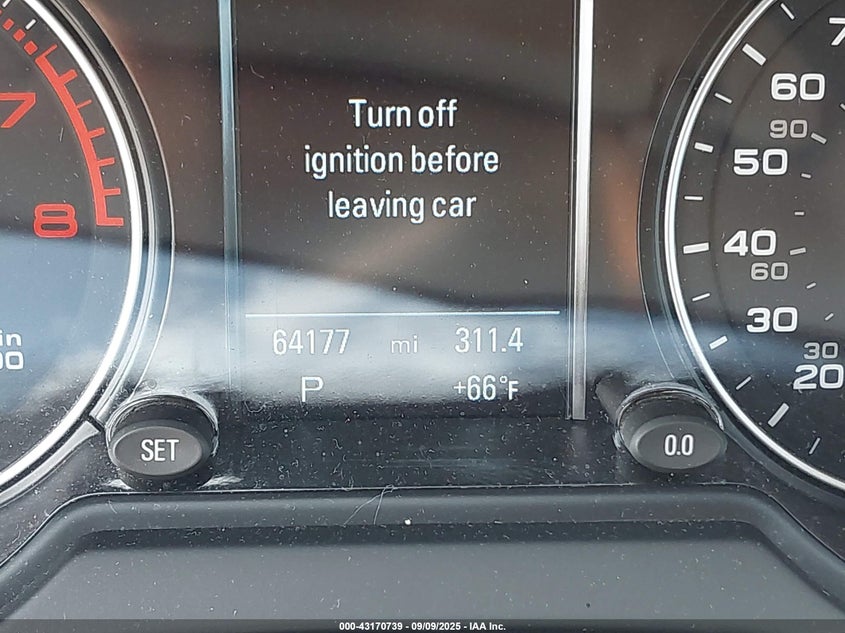 Turn off
ignition before
leaving car
64177 mi 311.4
P +66°F
SET
0.0
7
8
60
90
50
40
60
30
30
20
000-43170739 - 09/09/2025 - IAA Inc.